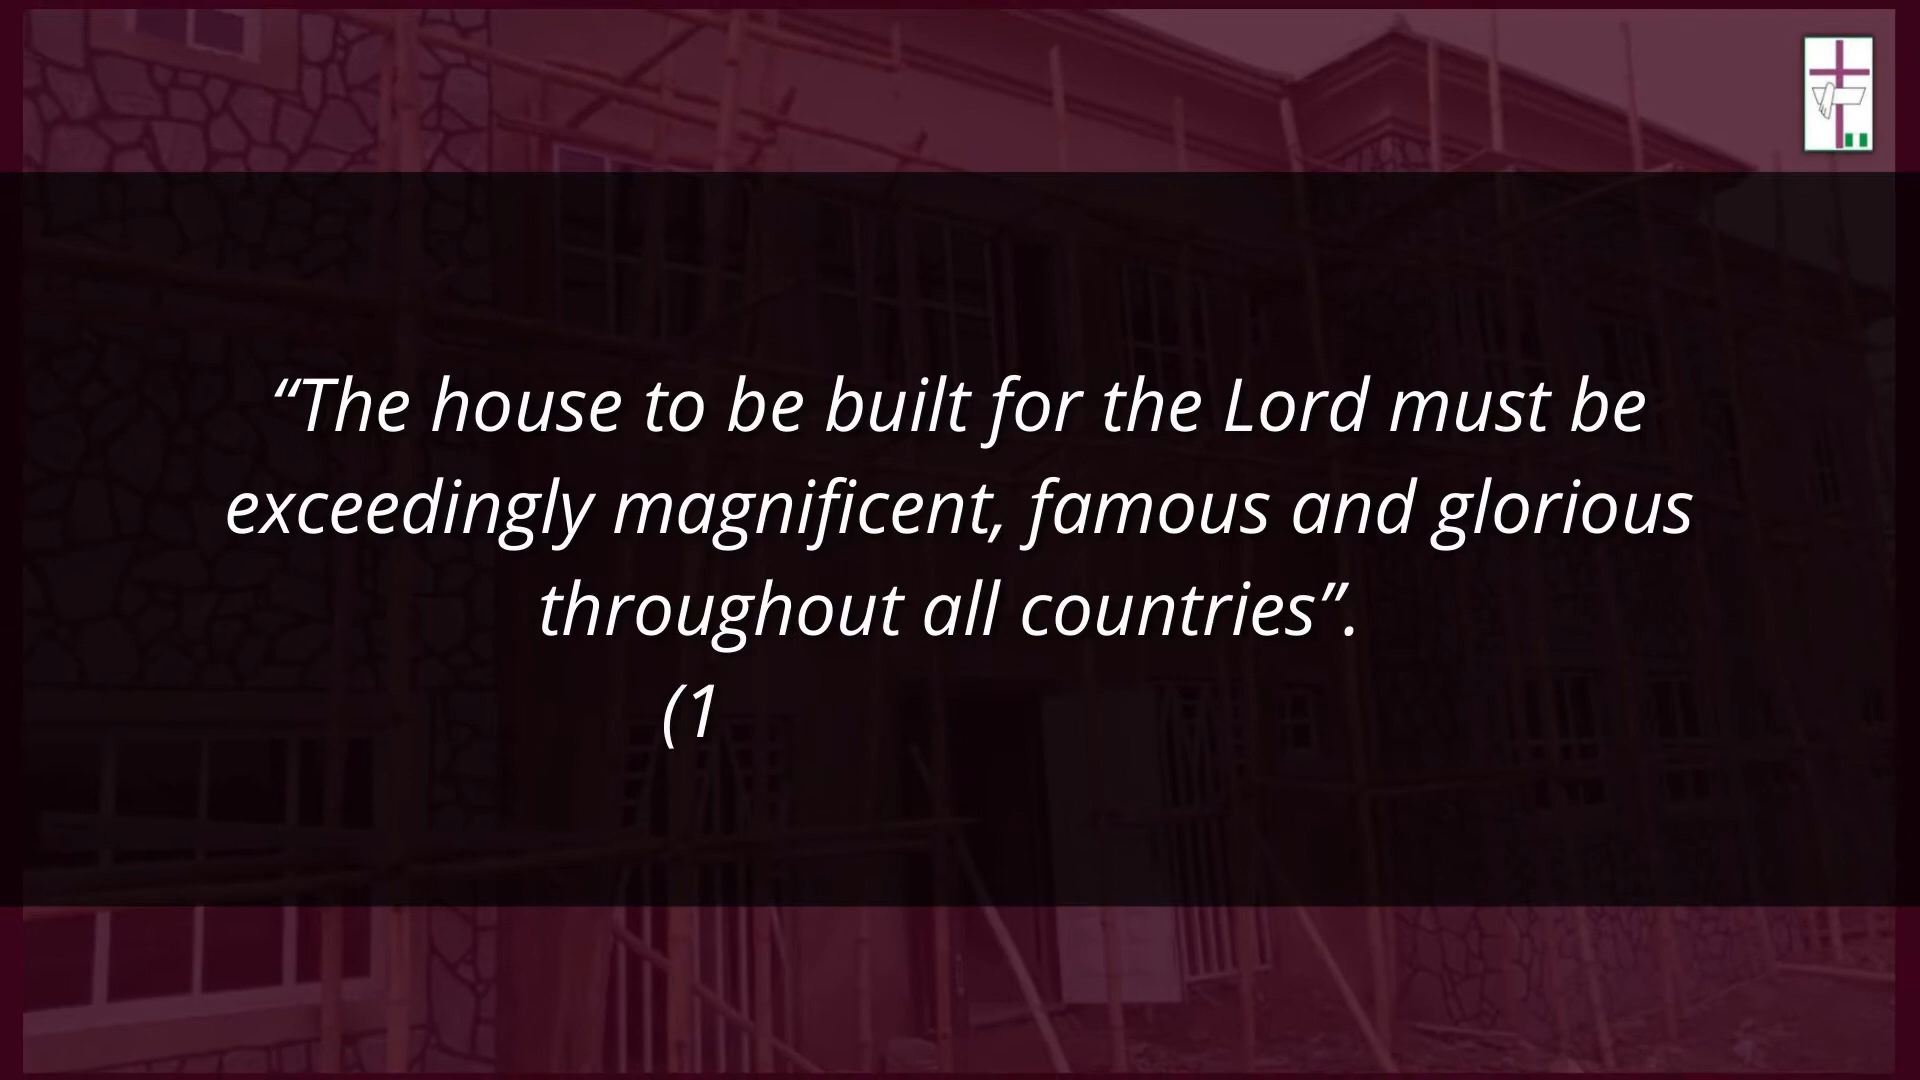 “The house to be built for the Lord must be
exceedingly magnificent, famous and glorious
throughout all countries”.
(1